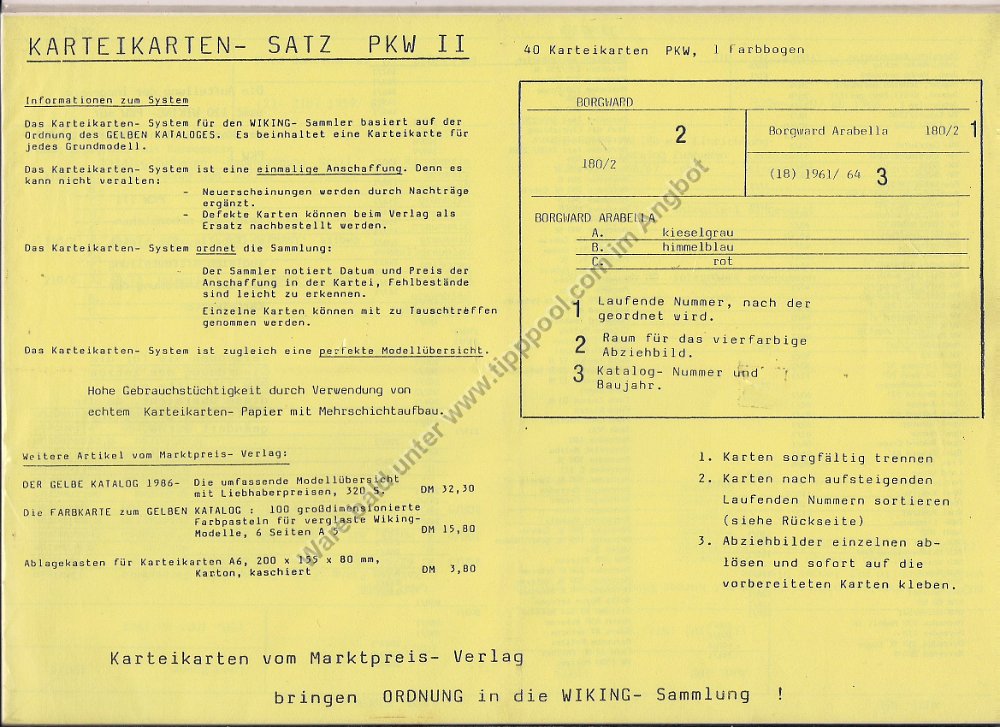 KARTEIKARTEN- SATZ PKW II
Informationen zum System
Das Karteikarten- System für den WIKING- Sammler basiert auf der
Ordnung des GELBEN KATALOGES. Es beinhaltet eine Karteikarte für
jedes Grundmodell.
Das Karteikarten- System ist eine einmalige Anschaffung. Denn es
kann nicht veralten:
- Neuerscheinungen werden durch Nachträge
ergänzt.
- Defekte Karten können beim Verlag als
Ersatz nachbestellt werden.
Das Karteikarten- System ordnet die Sammlung:
Der Sammler notiert Datum und Preis der
Anschaffung in der Kartei, Fehlbestände
sind leicht zu erkennen.
Einzelne Karten können mit zu Tauschtreffen
genommen werden.
Das Karteikarten- System ist zugleich eine perfekte Modellübersicht.
Hohe Gebrauchstüchtigkeit durch Verwendung von
echtem Karteikarten- Papier mit Mehrschichtaufbau.
Weitere Artikel vom Marktpreis- Verlag:
DER GELBE KATALOG 1986- Die umfassende Modellübersicht
mit Liebhaberpreisen, 320 S. DM 32,30
Die FARBKARTE zum GELBEN KATALOG : 100 großdimensionierte
Farbpasteln für verglaste Wiking-
Modelle, 6 Seiten A 5 DM 15,80
Ablagekasten für Karteikarten A6, 200 x 155 x 80 mm,
Karton, kaschiert DM 3,80
40 Karteikarten PKW, 1 Farbbogen
BORGWARD
2
180/2
Borgward Arabella 180/2 1
(18) 1961/ 64 3
BORGWARD ARABELLA
A. kieselgrau
B. himmelblau
C. rot
1 Laufende Nummer, nach der
geordnet wird.
2 Raum für das vierfarbige
Abziehbild.
3 Katalog- Nummer und
Baujahr.
1. Karten sorgfältig trennen
2. Karten nach aufsteigenden
Laufenden Nummern sortieren
(siehe Rückseite)
3. Abziehbilder einzelnen ab-
lösen und sofort auf die
vorbereiteten Karten kleben.
Karteikarten vom Marktpreis- Verlag
bringen ORDNUNG in die WIKING- Sammlung !
Ware bald unter www.tipppool.com im Angbot